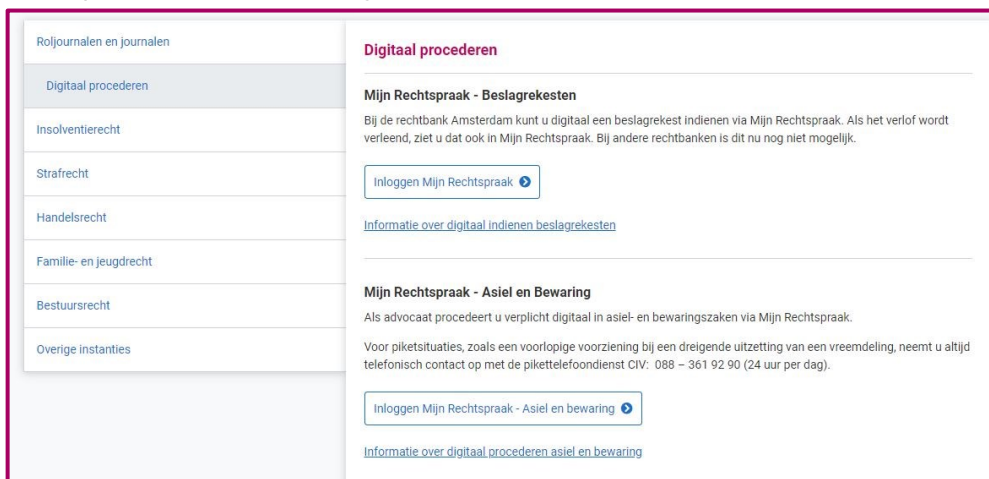 Roljournalen en journalen
Digitaal procederen
Insolventierecht
Strafrecht
Handelsrecht
Familie- en jeugdrecht
Bestuursrecht
Overige instanties
Digitaal procederen
Mijn Rechtspraak - Beslagrekesten
Bij de rechtbank Amsterdam kunt u digitaal een beslagrekest indienen via Mijn Rechtspraak. Als het verlof wordt
verleend, ziet u dat ook in Mijn Rechtspraak. Bij andere rechtbanken is dit nu nog niet mogelijk.
Inloggen Mijn Rechtspraak
Informatie over digitaal indienen beslagrekesten
Mijn Rechtspraak - Asiel en Bewaring
Als advocaat procedeert u verplicht digitaal in asiel- en bewaringszaken via Mijn Rechtspraak.
Voor piketsituaties, zoals een voorlopige voorziening bij een dreigende uitzetting van een vreemdeling, neemt u altijd
telefonisch contact op met de pikettelefoondienst CIV: 088 – 361 92 90 (24 uur per dag).
Inloggen Mijn Rechtspraak - Asiel en bewaring
Informatie over digitaal procederen asiel en bewaring